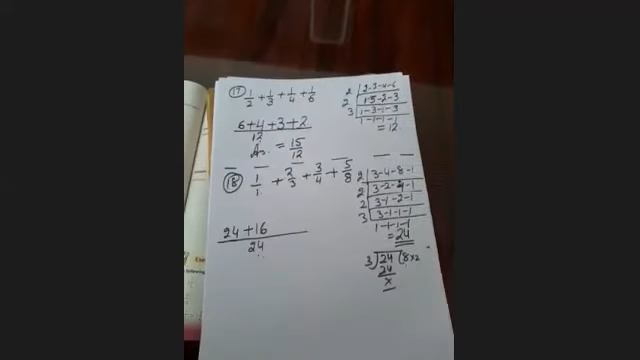 17 1/2 + 1/3 + 1/4 + 1/6
6+4+3+2
12
= 15/12
2 | 2-3-4-6
2 | 1-3-2-3
3 | 1-3-1-3
1-1-1-1
= 12
18 1/1 + 2/3 + 3/4 + 5/8
24 + 16
24
2 | 3-4-8-1
2 | 3-2-4-1
2 | 3-1-2-1
3 | 3-1-1-1
1-1-1-1
= 24
3 ) 24 ( 8×2
24
x